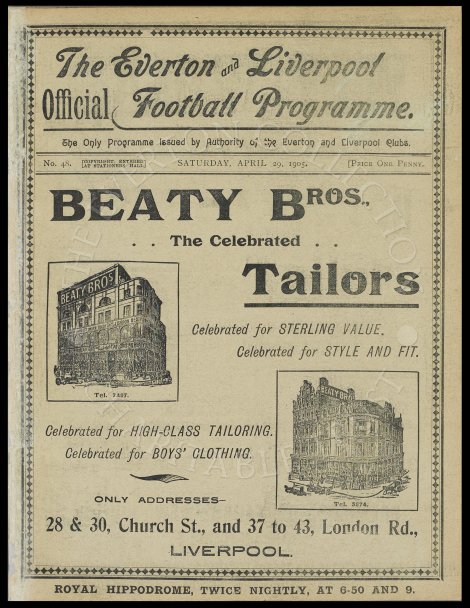 The Everton and Liverpool
Official Football Programme.
The Only Programme Issued by Authority of the Everton and Liverpool Clubs.
No. 48. [COPYRIGHT, ENTERED AT STATIONERS' HALL.] SATURDAY, APRIL 29, 1905. [PRICE ONE PENNY.
BEATY BROS.,
. . The Celebrated . .
Tailors
BEATY BROS
Tel. 7407.
Celebrated for STERLING VALUE.
Celebrated for STYLE AND FIT.
BEATY BROS.
Tel. 5274.
Celebrated for HIGH-CLASS TAILORING.
Celebrated for BOYS' CLOTHING.
ONLY ADDRESSES–
28 & 30, Church St., and 37 to 43, London Rd.,
LIVERPOOL.
ROYAL HIPPODROME, TWICE NIGHTLY, AT 6-50 AND 9.